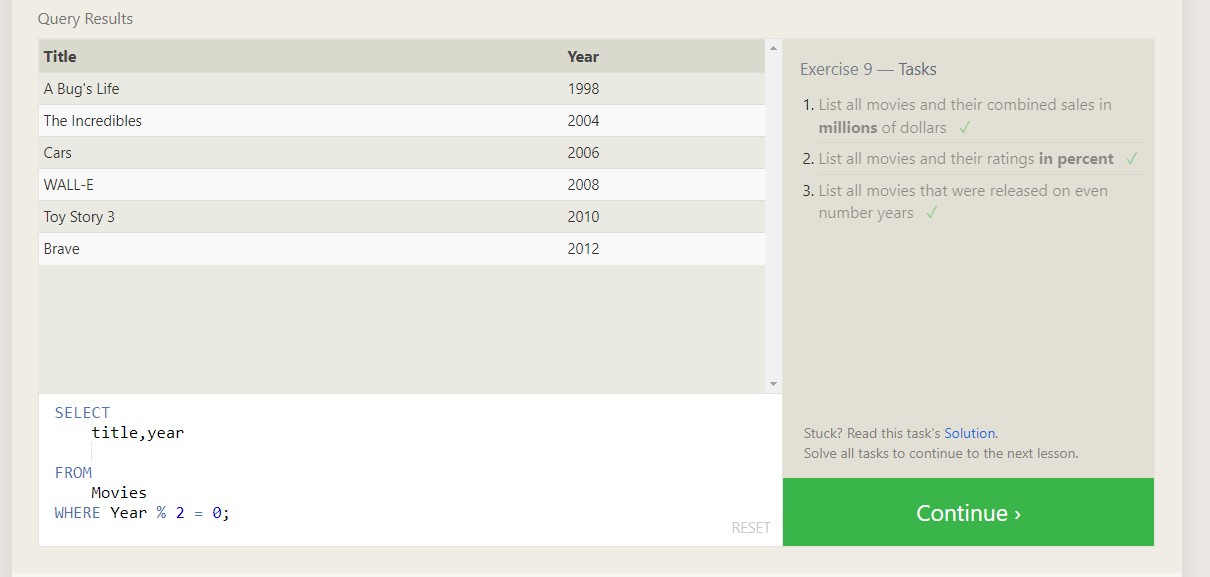 Query Results
Title Year
A Bug's Life 1998
The Incredibles 2004
Cars 2006
WALL-E 2008
Toy Story 3 2010
Brave 2012
SELECT
title,year
FROM
Movies
WHERE Year % 2 = 0;
RESET
Exercise 9 — Tasks
1. List all movies and their combined sales in
millions of dollars ✓
2. List all movies and their ratings in percent ✓
3. List all movies that were released on even
number years ✓
Stuck? Read this task's Solution.
Solve all tasks to continue to the next lesson.
Continue ›